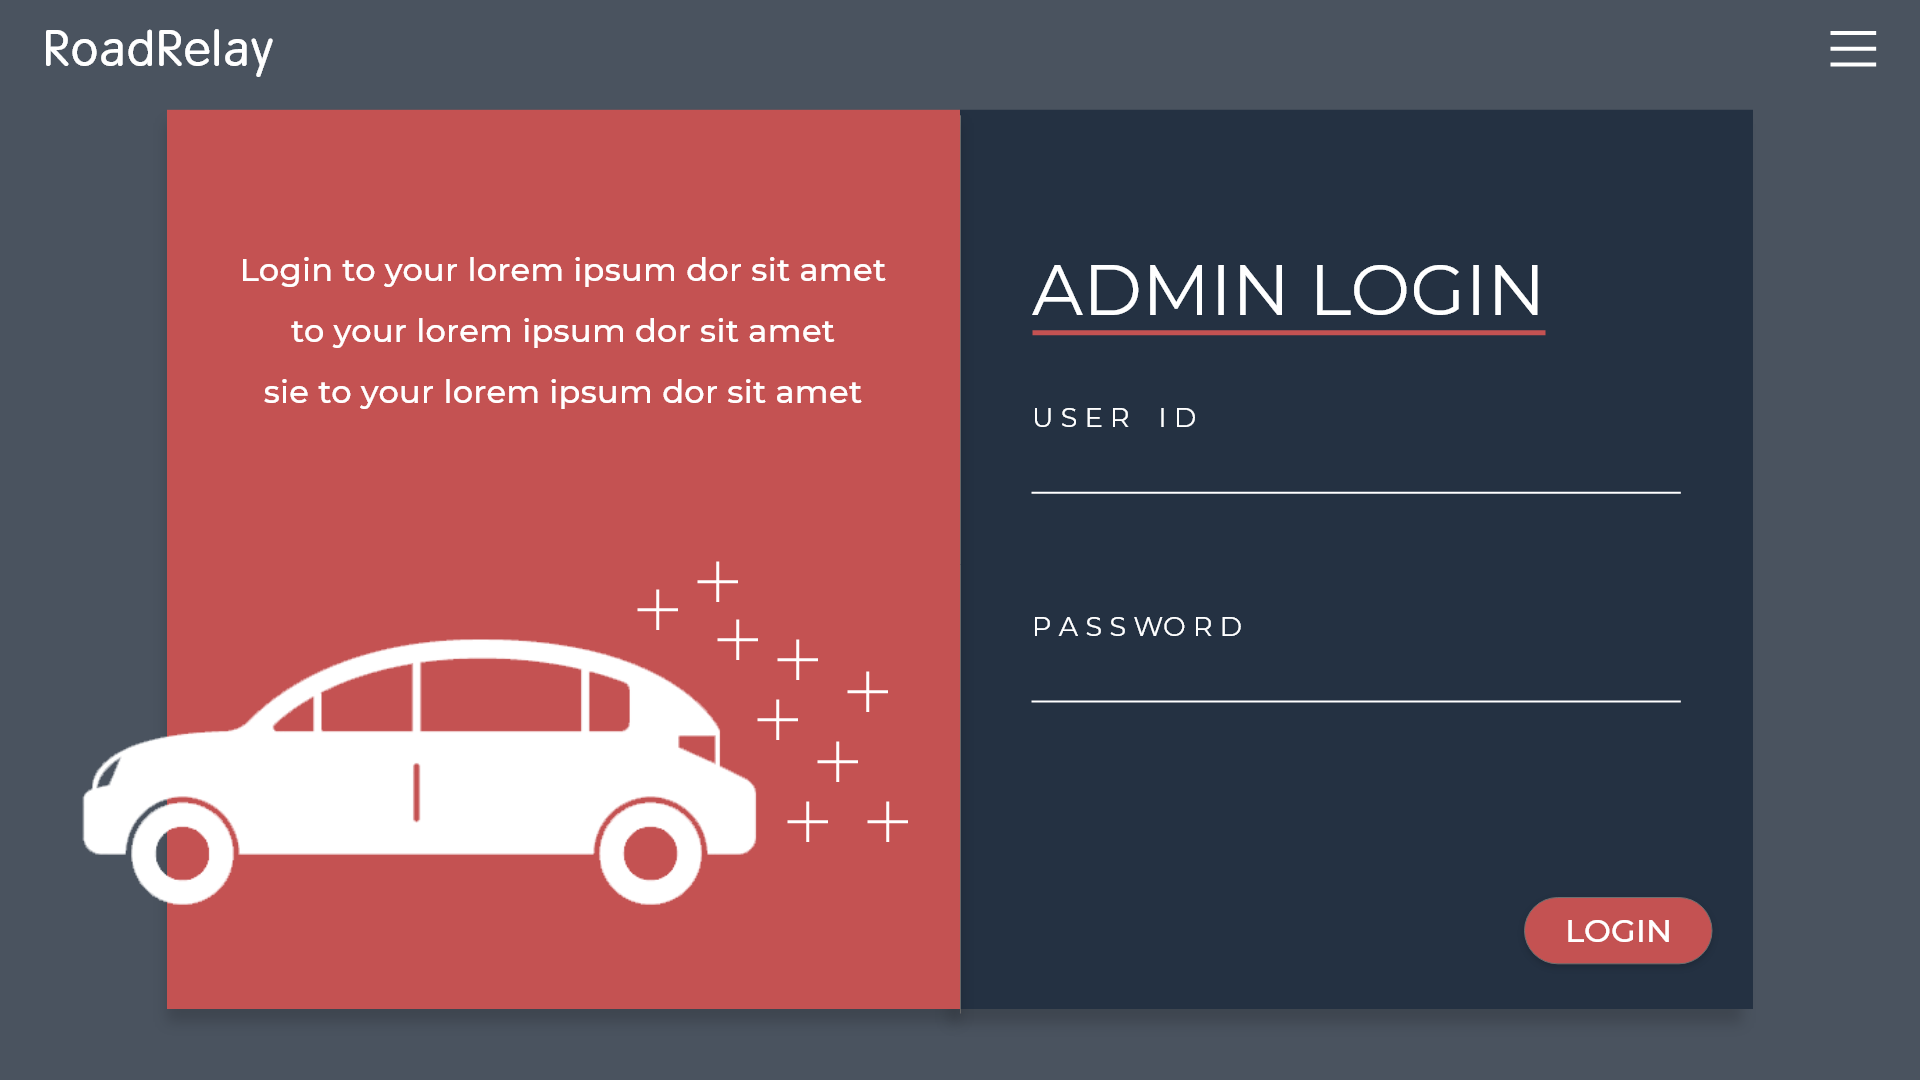 RoadRelay
Login to your lorem ipsum dor sit amet
to your lorem ipsum dor sit amet
sie to your lorem ipsum dor sit amet
ADMIN LOGIN
USER ID
PASSWORD
LOGIN